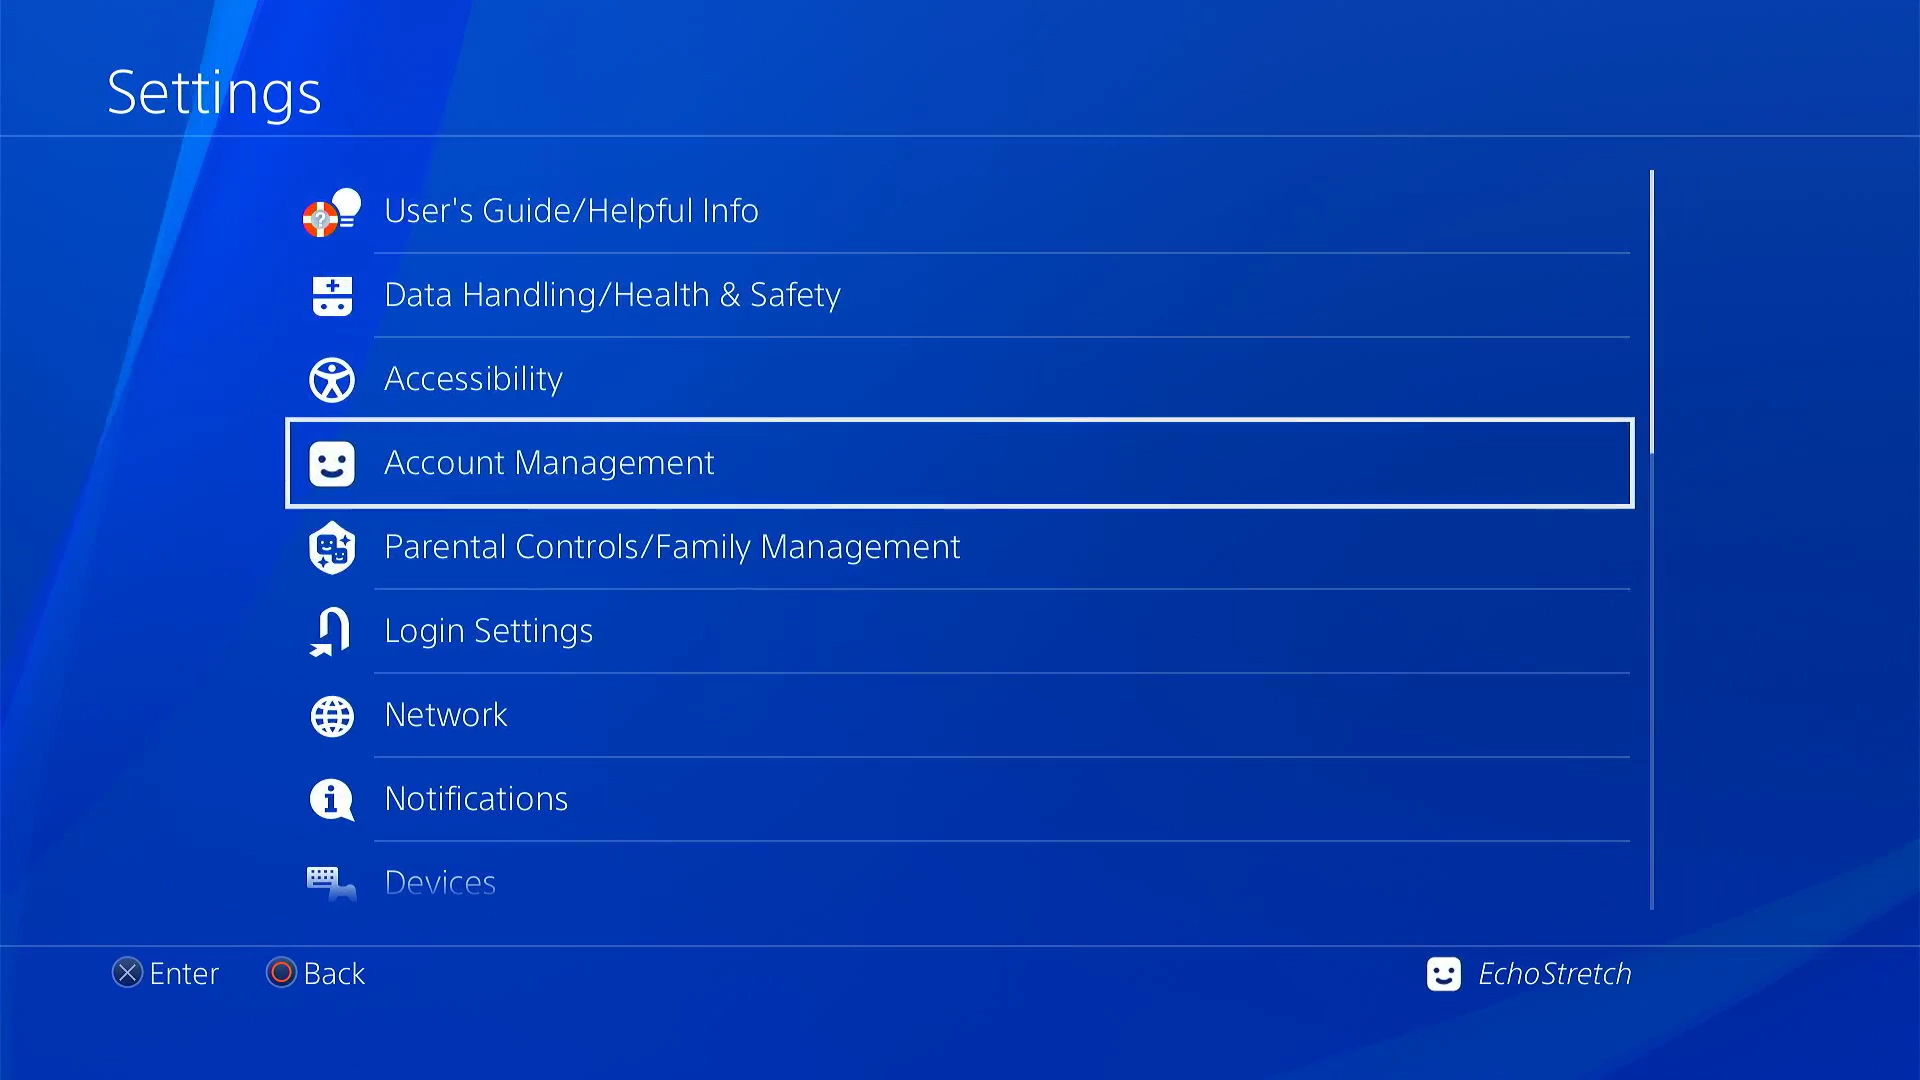 Settings
User's Guide/Helpful Info
Data Handling/Health & Safety
Accessibility
Account Management
Parental Controls/Family Management
Login Settings
Network
Notifications
Devices
Enter Back EchoStretch